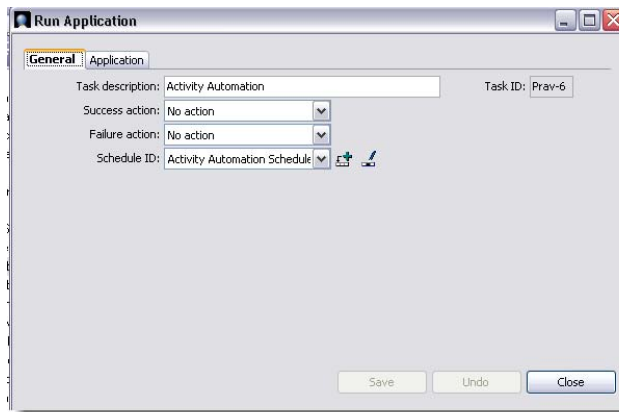 Run Application
General Application
Task description: Activity Automation Task ID: Prav-6
Success action: No action
Failure action: No action
Schedule ID: Activity Automation Schedule
Save Undo Close